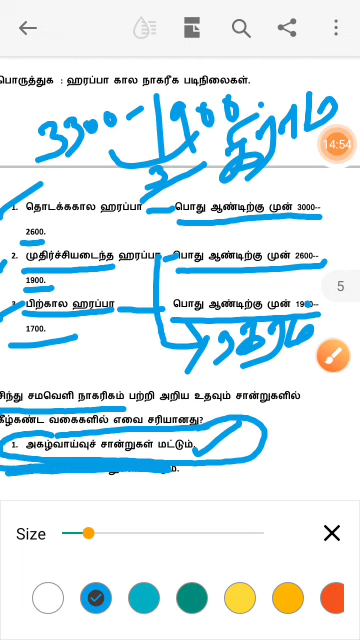 பொருத்துக : ஹரப்பா கால நாகரீக படிநிலைகள்.
3300 - 1900.
கிராம
14:54
1. தொடக்ககால ஹரப்பா பொது ஆண்டிற்கு முன் 3000--
2600.
2. முதிர்ச்சியடைந்த ஹரப்பா பொது ஆண்டிற்கு முன் 2600--
1900.
3. பிற்கால ஹரப்பா பொது ஆண்டிற்கு முன் 1900--
1700.
நகரம
5
சிந்து சமவெளி நாகரிகம் பற்றி அறிய உதவும் சான்றுகளில்
கீழ்கண்ட வகைகளில் எவை சரியானது?
1. அகழ்வாய்வுச் சான்றுகள் மட்டும்.
Size